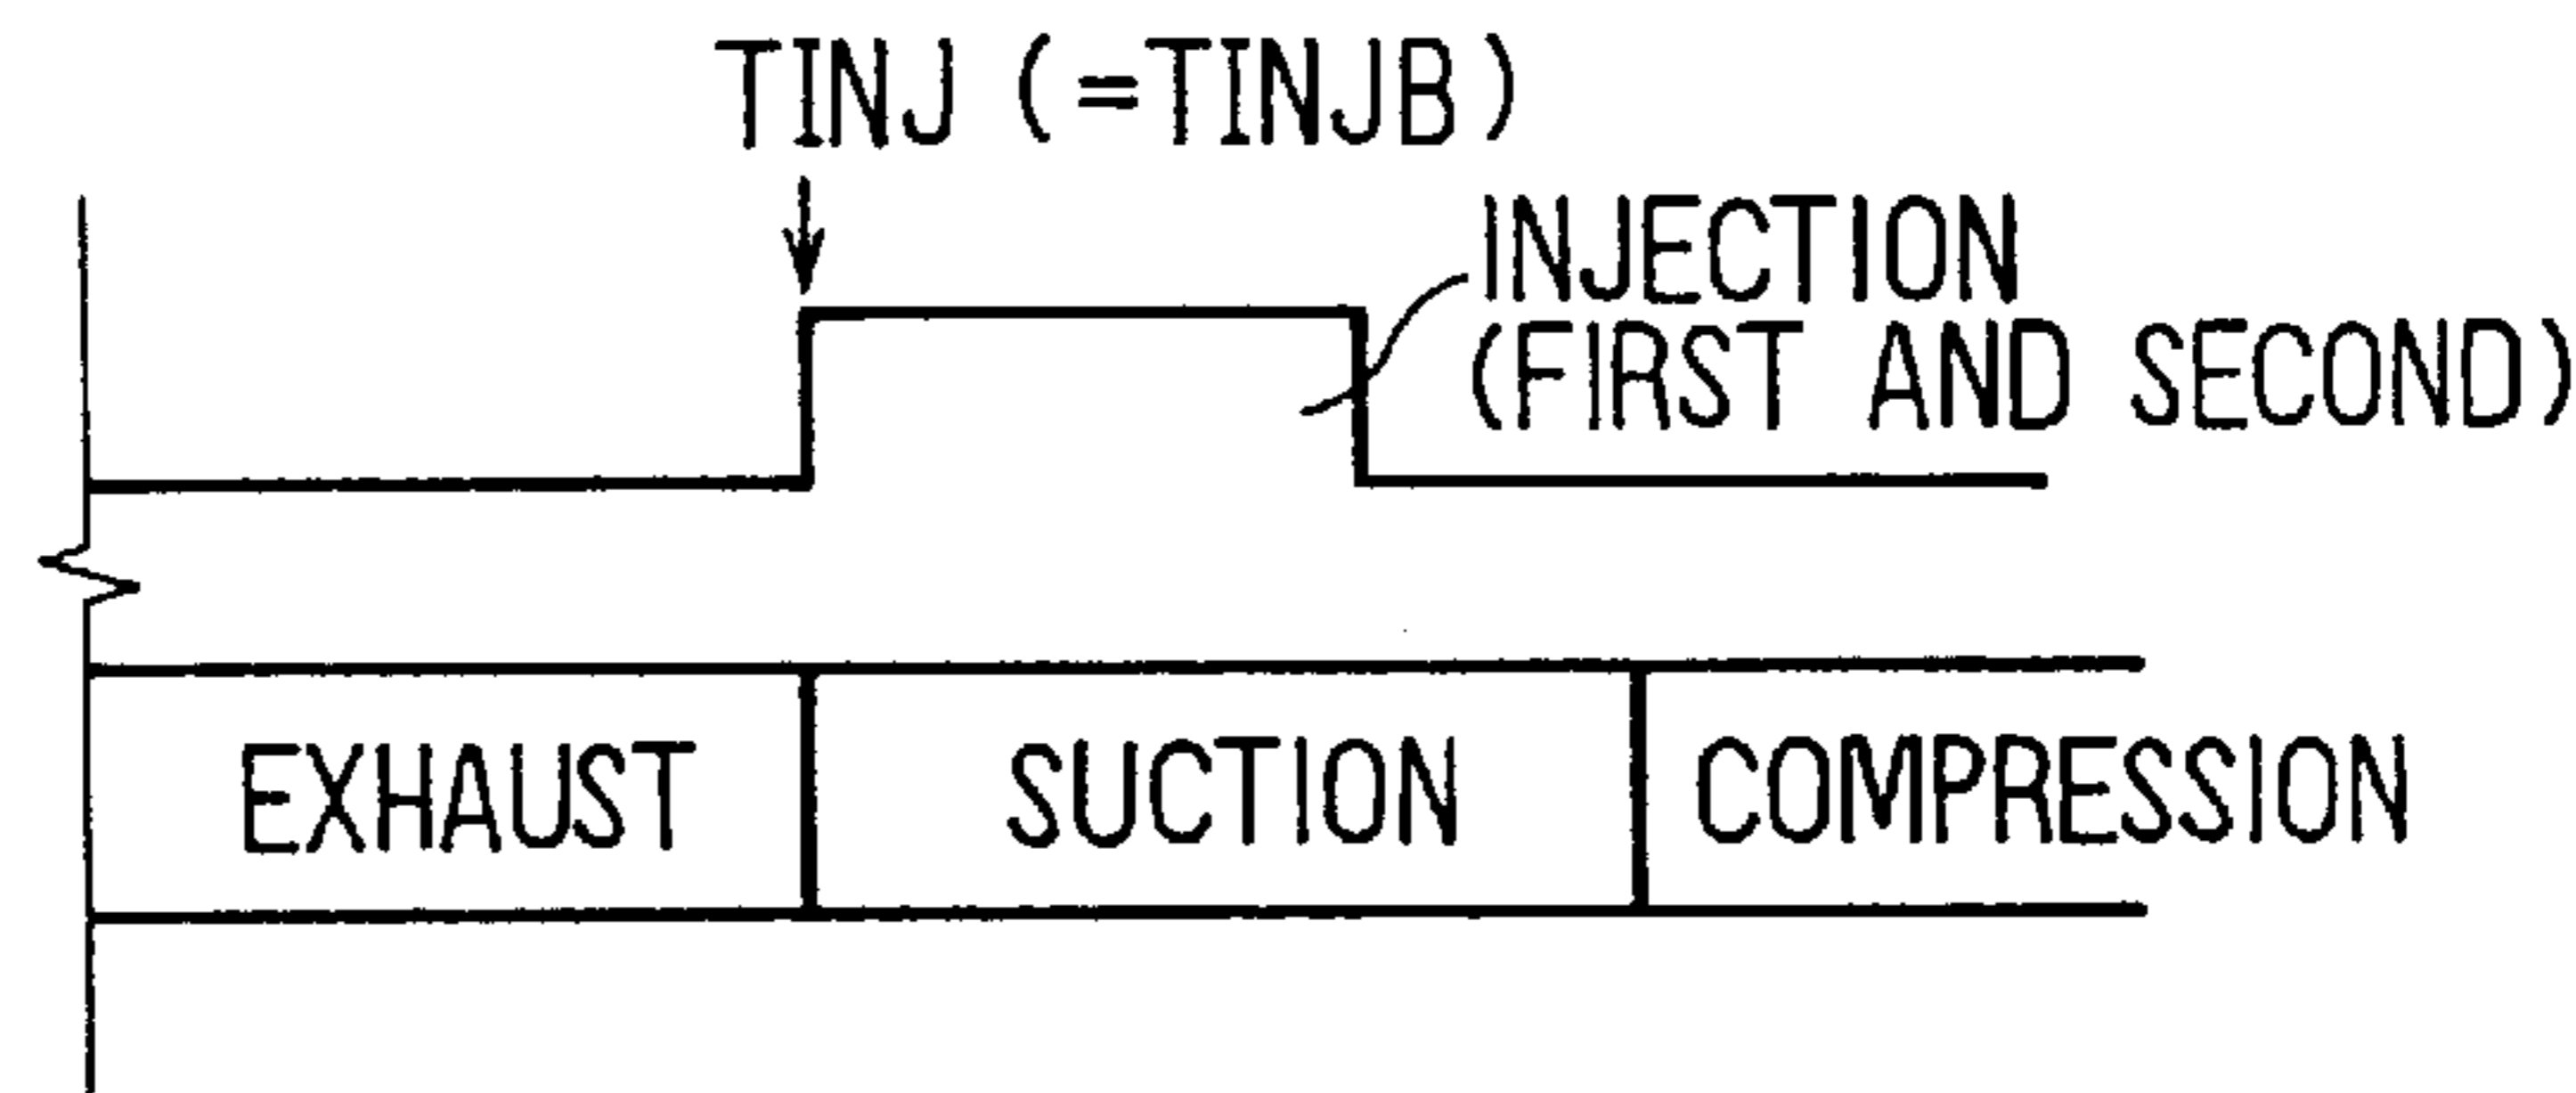 TINJ (=TINJB)
INJECTION
(FIRST AND SECOND)
EXHAUST
SUCTION
COMPRESSION